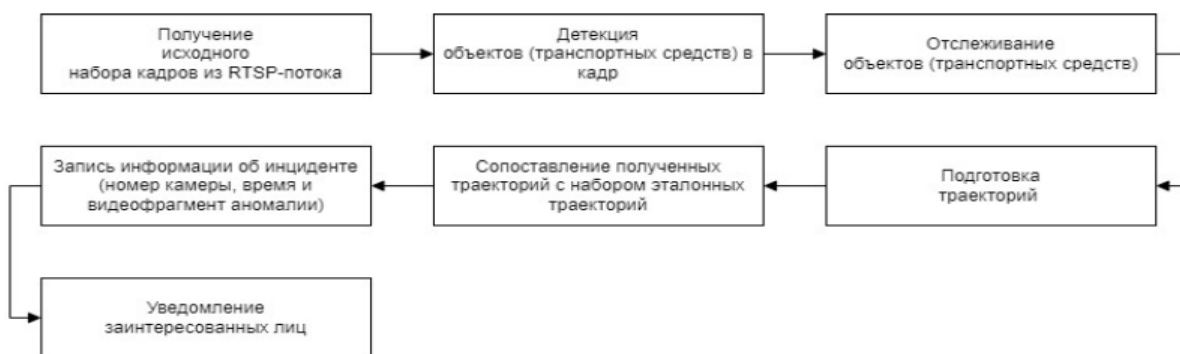 Получение
исходного
набора кадров из RTSP-потока
Детекция
объектов (транспортных средств) в
кадр
Отслеживание
объектов (транспортных средств)
Подготовка
траекторий
Сопоставление полученных
траекторий с набором эталонных
траекторий
Запись информации об инциденте
(номер камеры, время и
видеофрагмент аномалии)
Уведомление
заинтересованных лиц